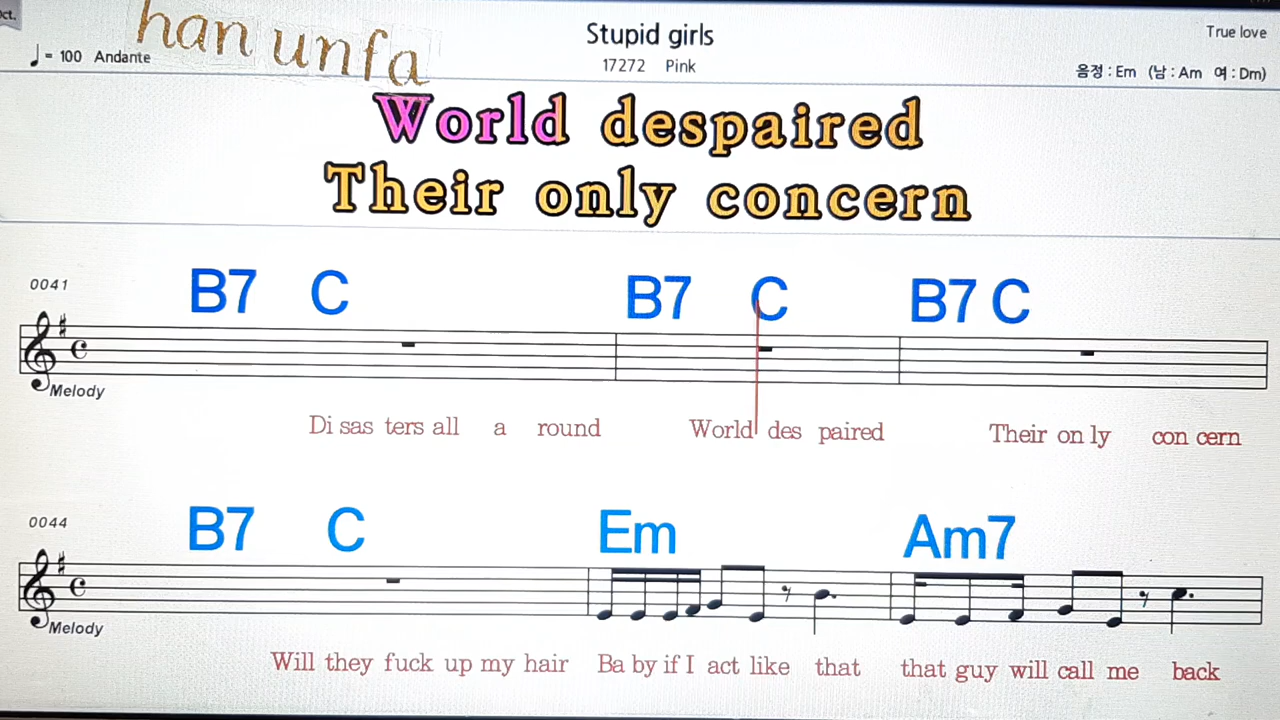 Oct.
han unfa
Stupid girls
True love
♩= 100 Andante
17272 Pink
음정 : Em (남 : Am 여 : Dm)
World despaired
Their only concern
0041
B7 C B7 C B7 C
Melody
Di sas ters all a round World des paired Their on ly con cern
0044
B7 C Em Am7
Melody
Will they fuck up my hair Ba by if I act like that that guy will call me back